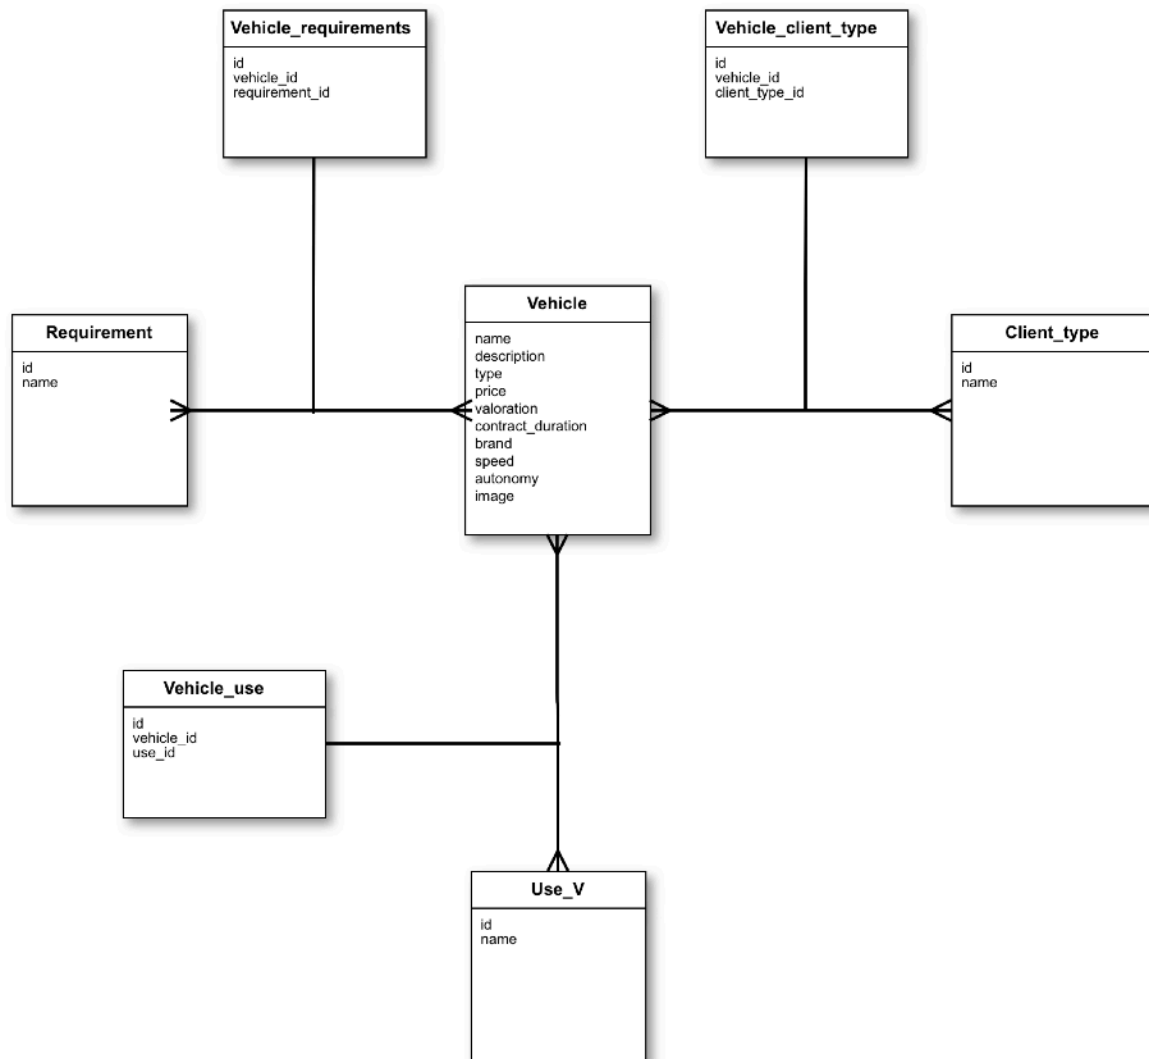 Vehicle_requirements
id
vehicle_id
requirement_id
Vehicle_client_type
id
vehicle_id
client_type_id
Requirement
id
name
Vehicle
name
description
type
price
valoration
contract_duration
brand
speed
autonomy
image
Client_type
id
name
Vehicle_use
id
vehicle_id
use_id
Use_V
id
name